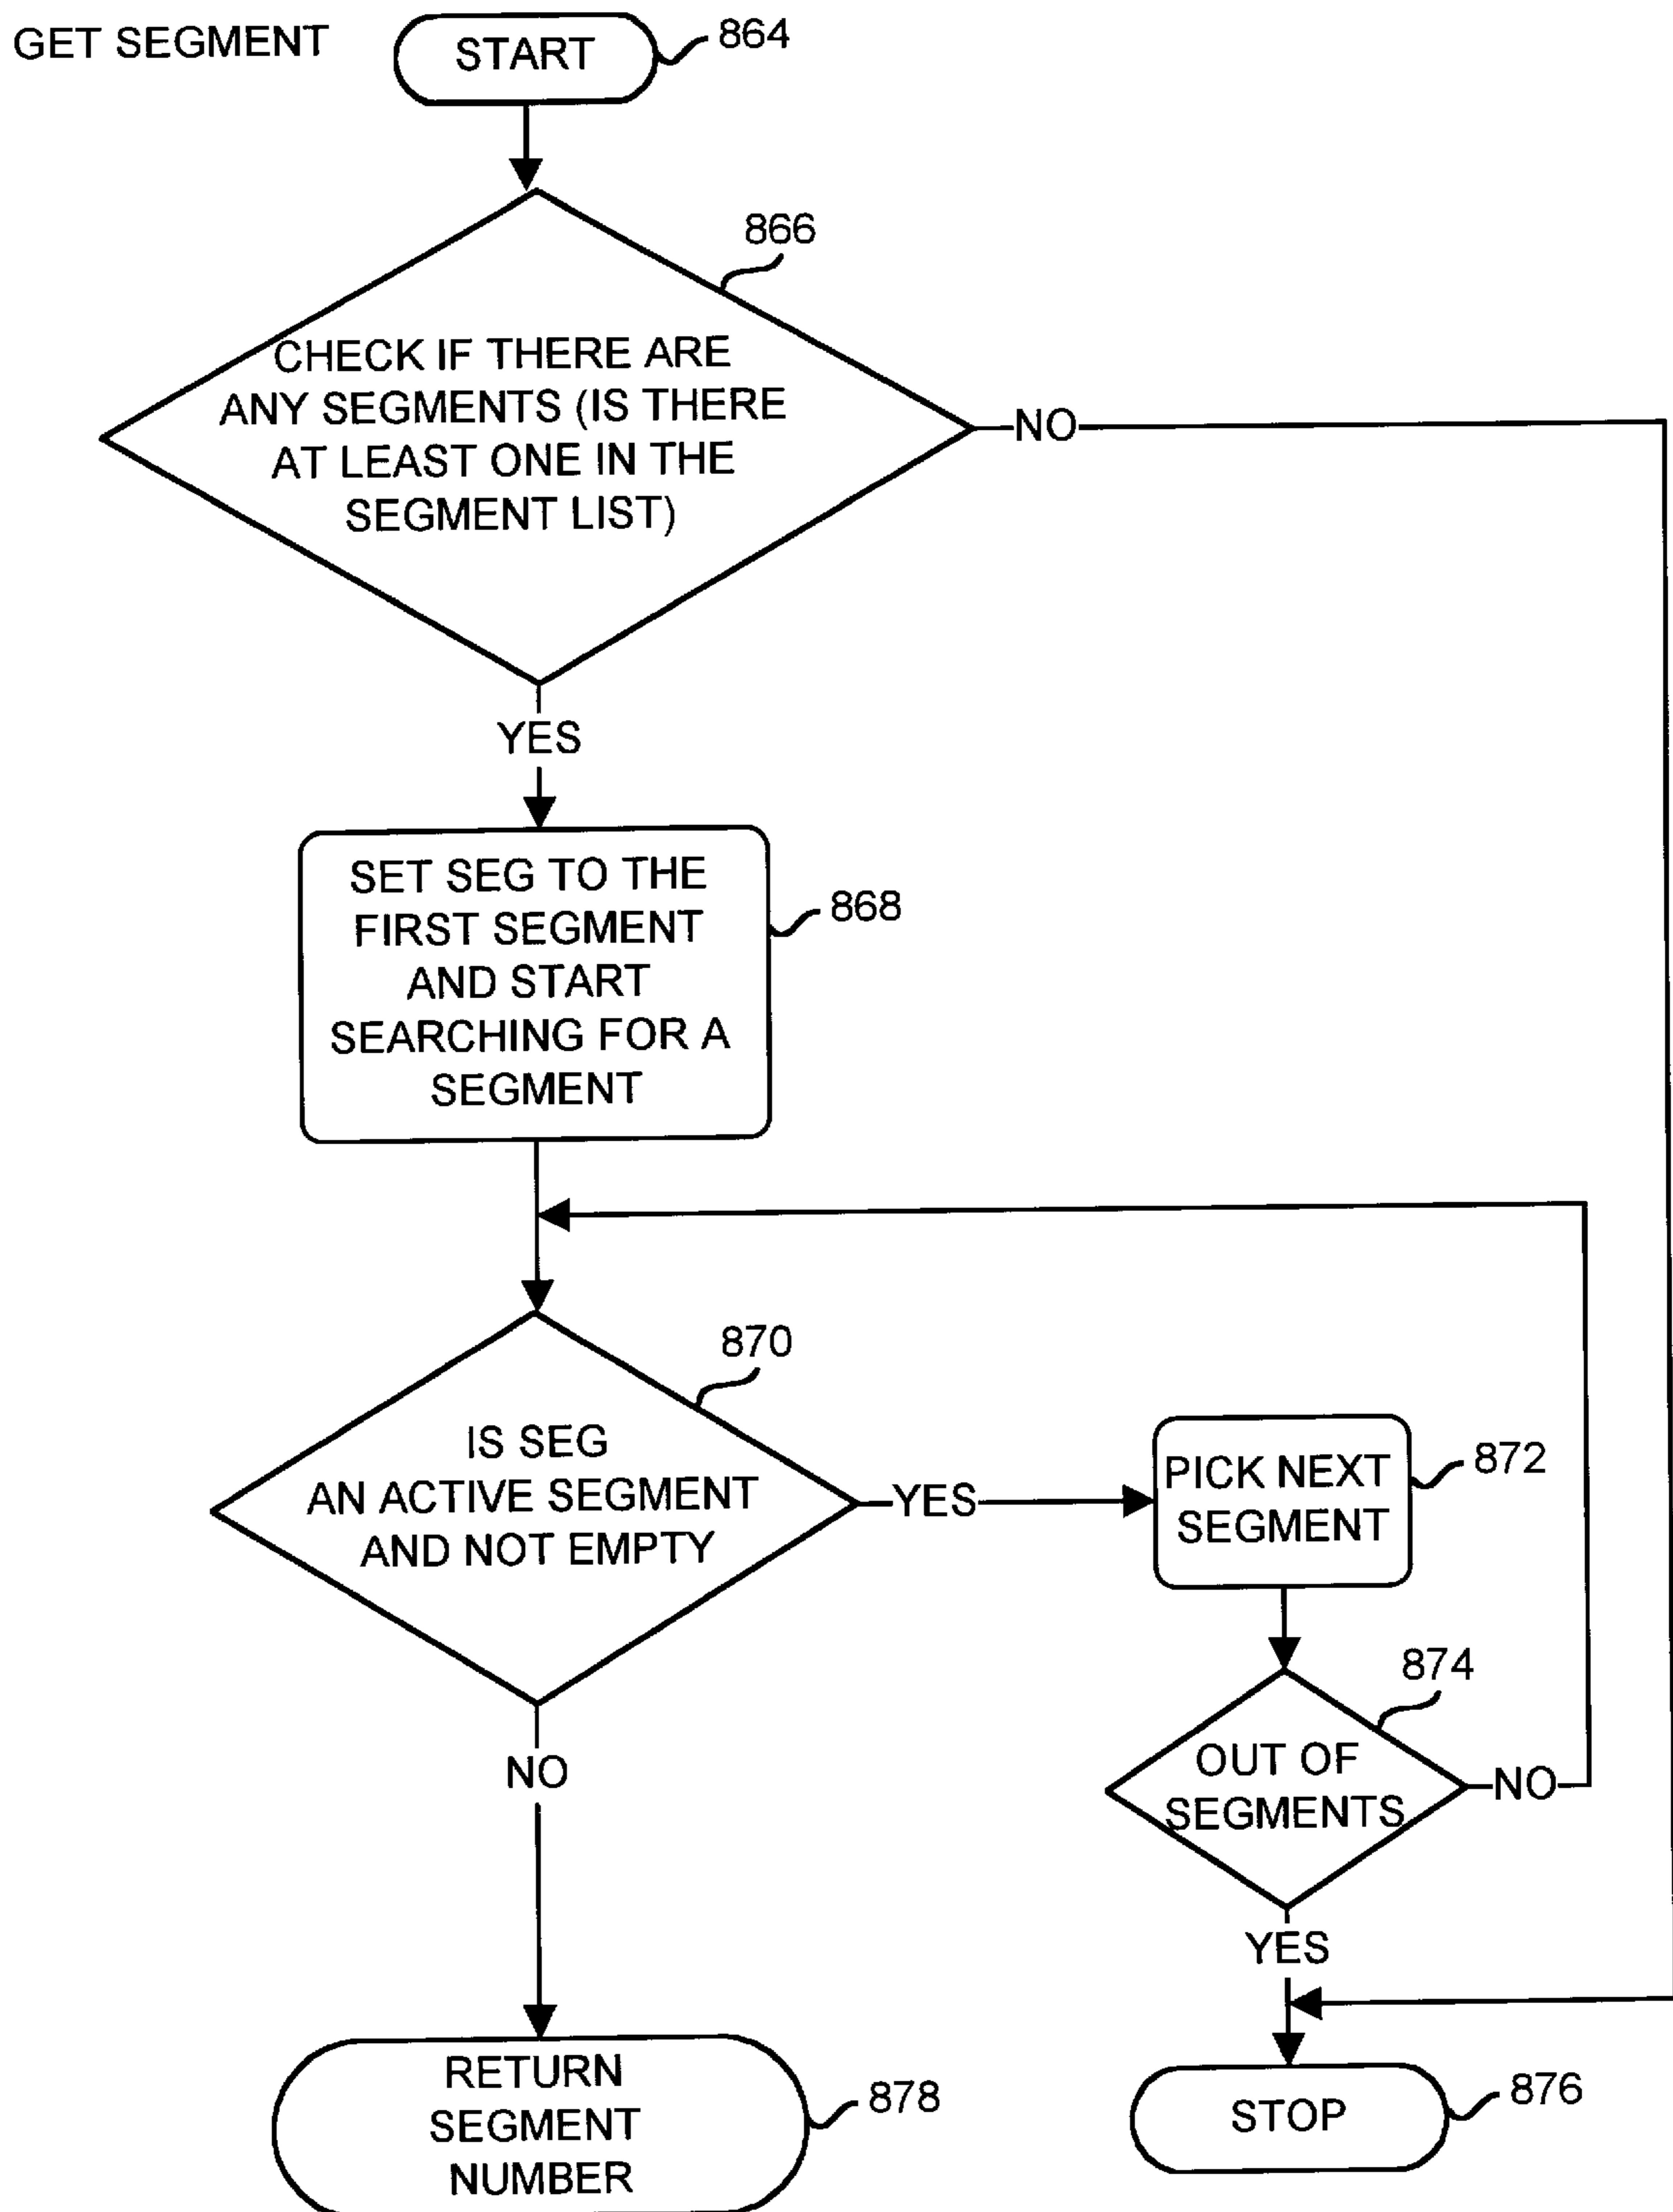 GET SEGMENT
START
864
866
CHECK IF THERE ARE
ANY SEGMENTS (IS THERE
AT LEAST ONE IN THE
SEGMENT LIST)
NO
YES
SET SEG TO THE
FIRST SEGMENT
AND START
SEARCHING FOR A
SEGMENT
868
870
IS SEG
AN ACTIVE SEGMENT
AND NOT EMPTY
YES
PICK NEXT
SEGMENT
872
874
OUT OF
SEGMENTS
NO
NO
YES
RETURN
SEGMENT
NUMBER
878
STOP
876